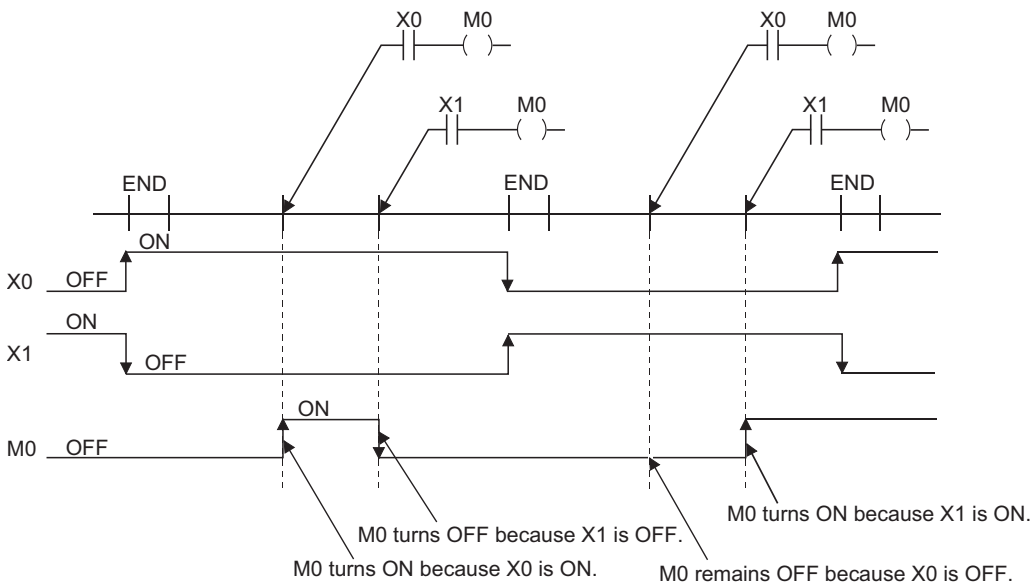 X0 M0 X0 M0
X1 M0 X1 M0
END END END
ON
X0 OFF
ON
X1
OFF
ON
M0 OFF
M0 turns ON because X1 is ON.
M0 turns OFF because X1 is OFF.
M0 turns ON because X0 is ON.
M0 remains OFF because X0 is OFF.